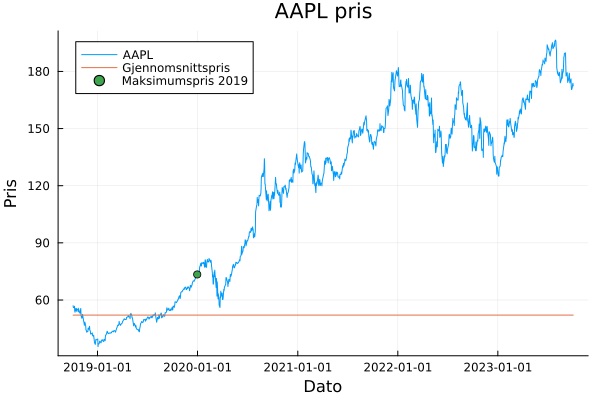 AAPL pris
AAPL
Gjennomsnittspris
Maksimumspris 2019
Pris
180
150
120
90
60
2019-01-01 2020-01-01 2021-01-01 2022-01-01 2023-01-01
Dato